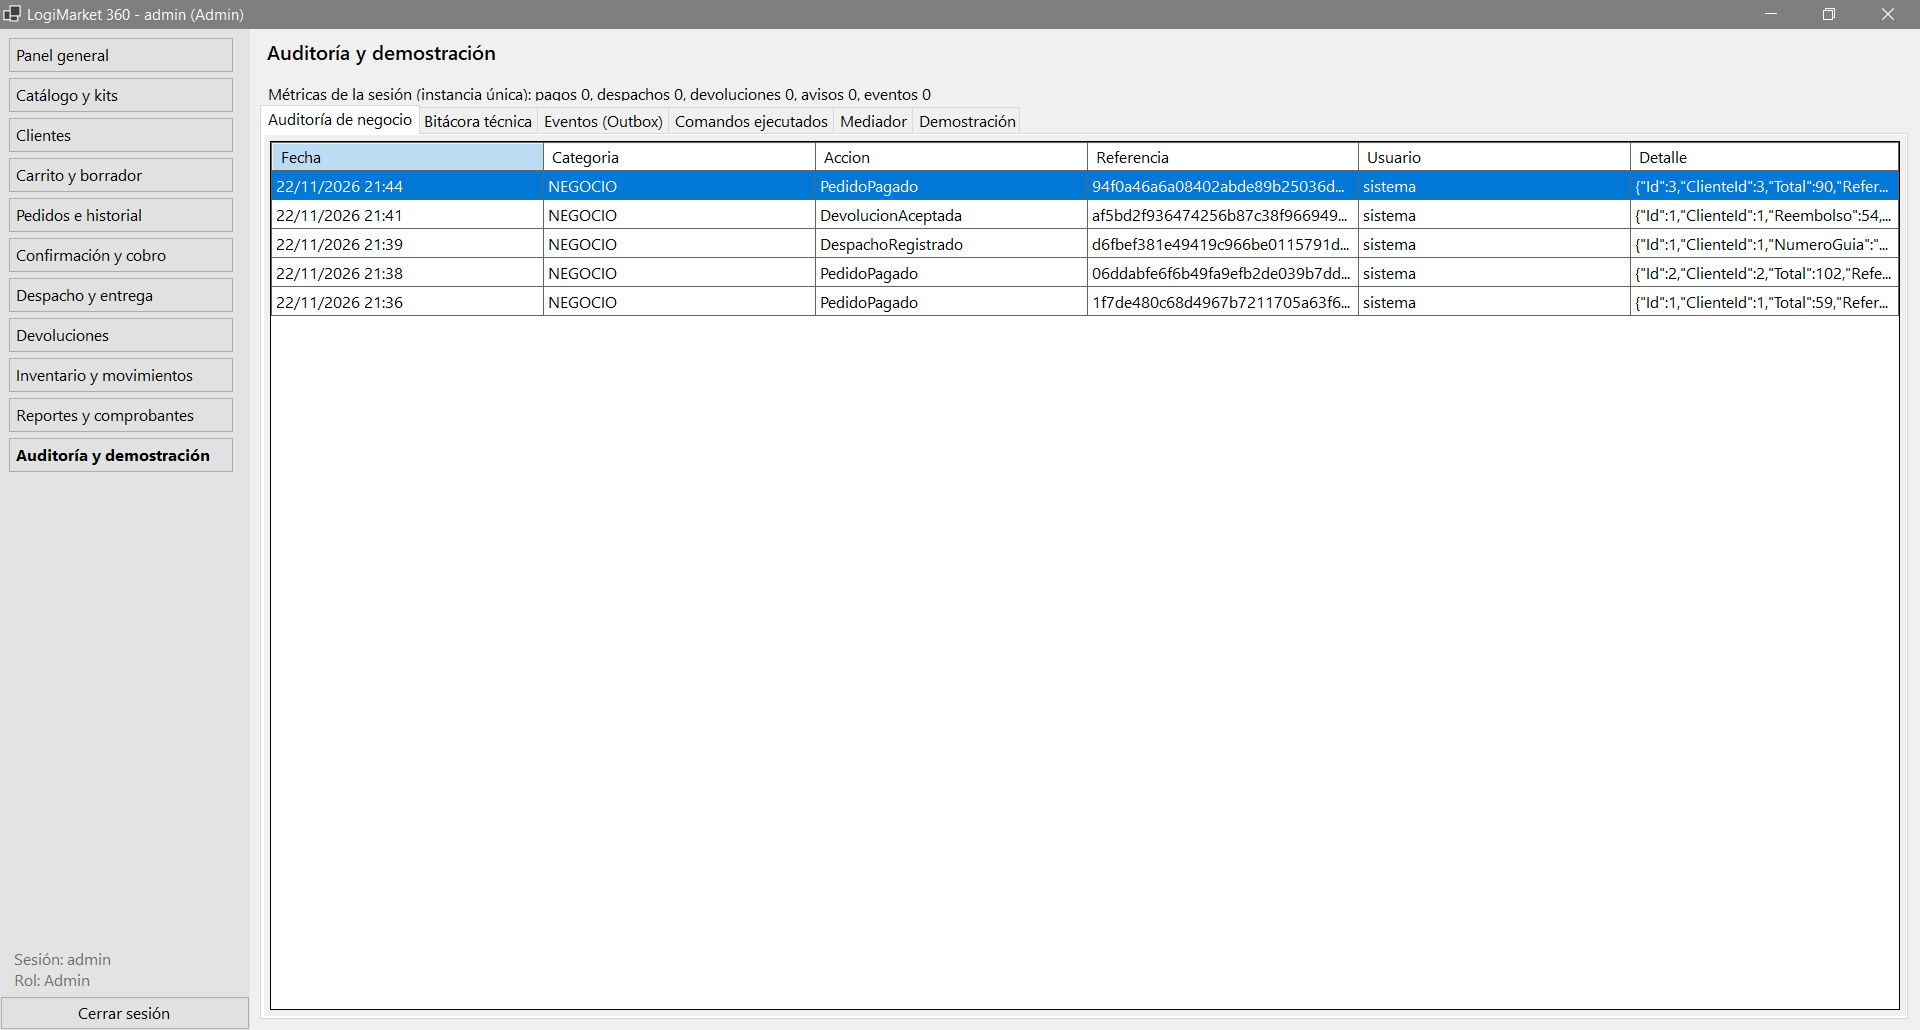 LogiMarket 360 - admin (Admin)
Panel general
Catálogo y kits
Clientes
Carrito y borrador
Pedidos e historial
Confirmación y cobro
Despacho y entrega
Devoluciones
Inventario y movimientos
Reportes y comprobantes
Auditoría y demostración
Sesión: admin
Rol: Admin
Cerrar sesión
Auditoría y demostración
Métricas de la sesión (instancia única): pagos 0, despachos 0, devoluciones 0, avisos 0, eventos 0
Auditoría de negocio Bitácora técnica Eventos (Outbox) Comandos ejecutados Mediador Demostración
Fecha Categoria Accion Referencia Usuario Detalle
22/11/2026 21:44 NEGOCIO PedidoPagado 94f0a46a6a08402abde89b25036d... sistema {"Id":3,"ClienteId":3,"Total":90,"Refer...
22/11/2026 21:41 NEGOCIO DevolucionAceptada af5bd2f936474256b87c38f966949... sistema {"Id":1,"ClienteId":1,"Reembolso":54,...
22/11/2026 21:39 NEGOCIO DespachoRegistrado d6fbef381e49419c966be0115791d... sistema {"Id":1,"ClienteId":1,"NumeroGuia":"...
22/11/2026 21:38 NEGOCIO PedidoPagado 06ddabfe6f6b49fa9efb2de039b7dd... sistema {"Id":2,"ClienteId":2,"Total":102,"Refe...
22/11/2026 21:36 NEGOCIO PedidoPagado 1f7de480c68d4967b7211705a63f6... sistema {"Id":1,"ClienteId":1,"Total":59,"Refer...